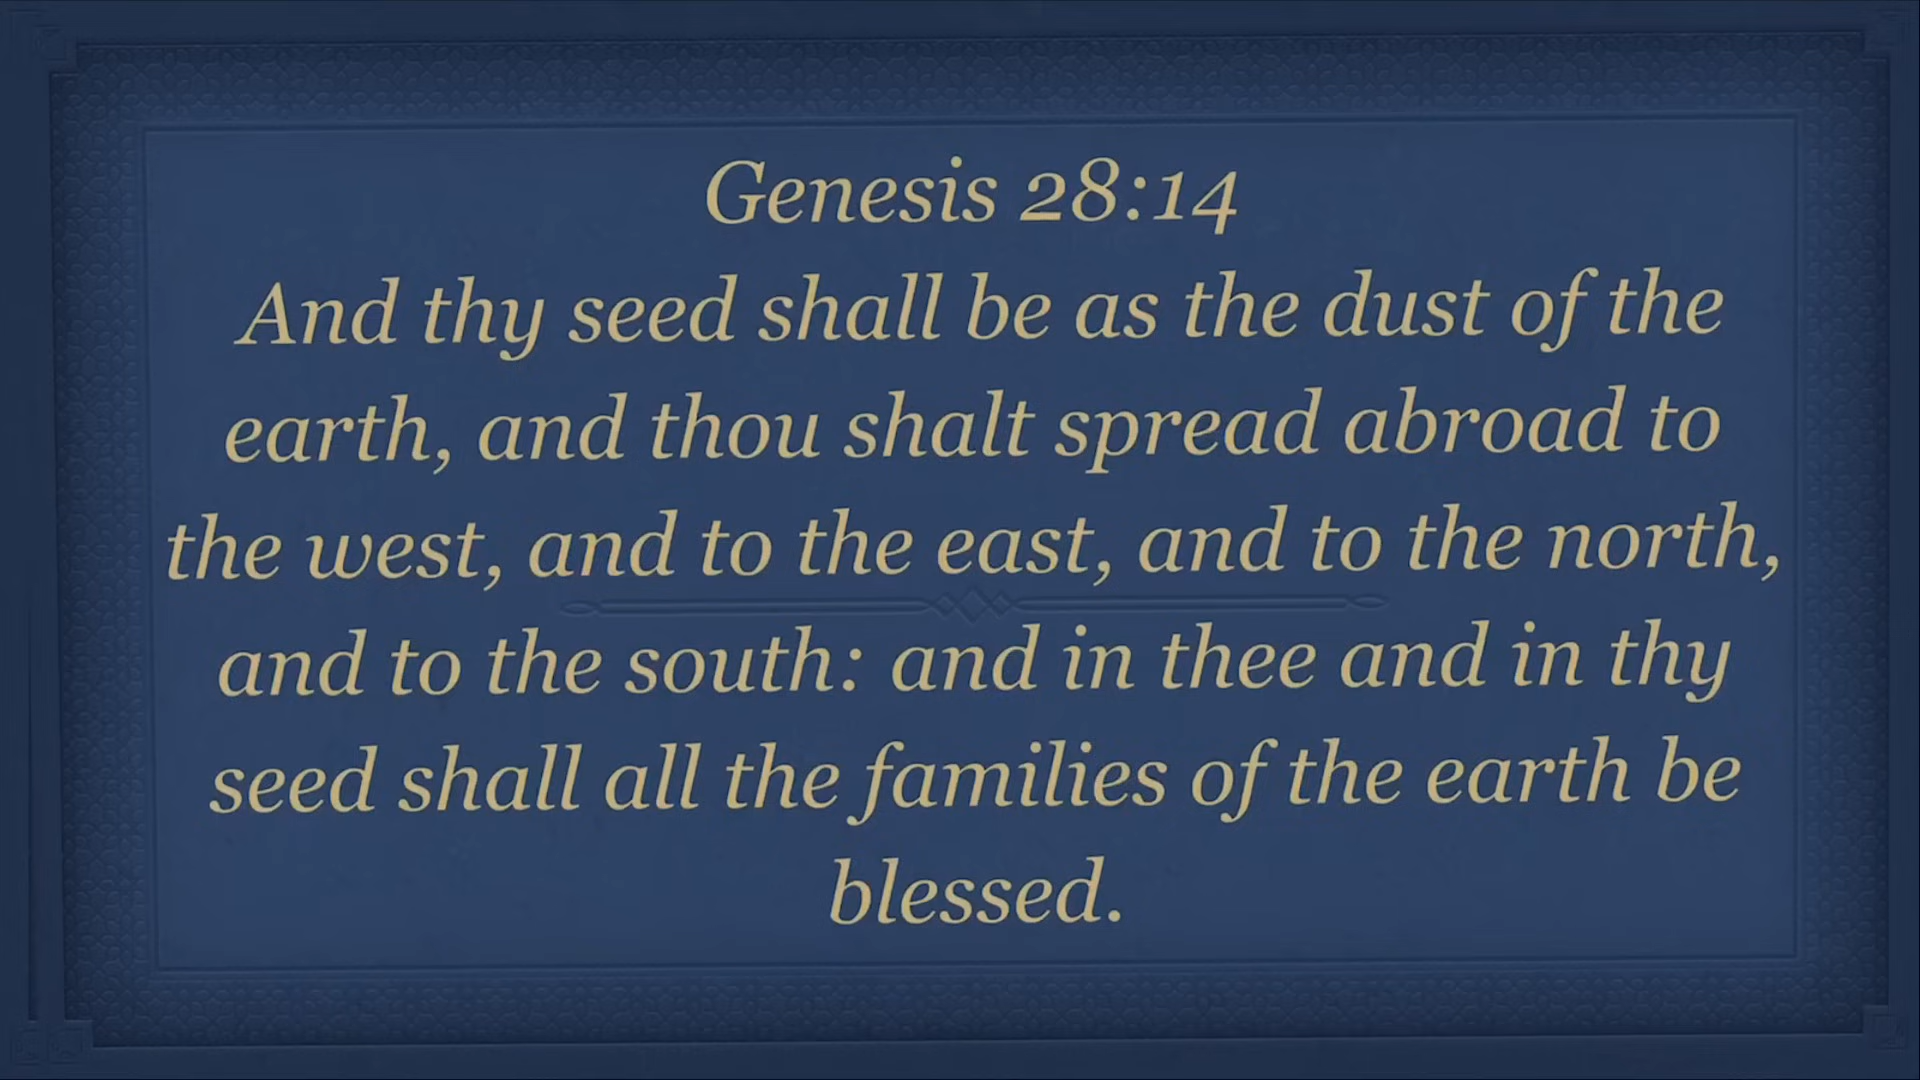 Genesis 28:14
And thy seed shall be as the dust of the
earth, and thou shalt spread abroad to
the west, and to the east, and to the north,
and to the south: and in thee and in thy
seed shall all the families of the earth be
blessed.